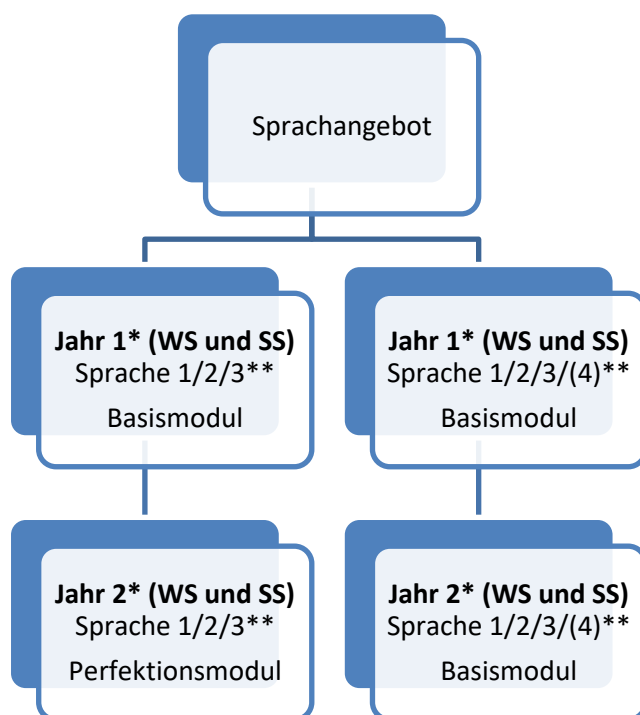 Sprachangebot
Jahr 1* (WS und SS)
Sprache 1/2/3**
Basismodul
Jahr 1* (WS und SS)
Sprache 1/2/3/(4)**
Basismodul
Jahr 2* (WS und SS)
Sprache 1/2/3**
Perfektionsmodul
Jahr 2* (WS und SS)
Sprache 1/2/3/(4)**
Basismodul